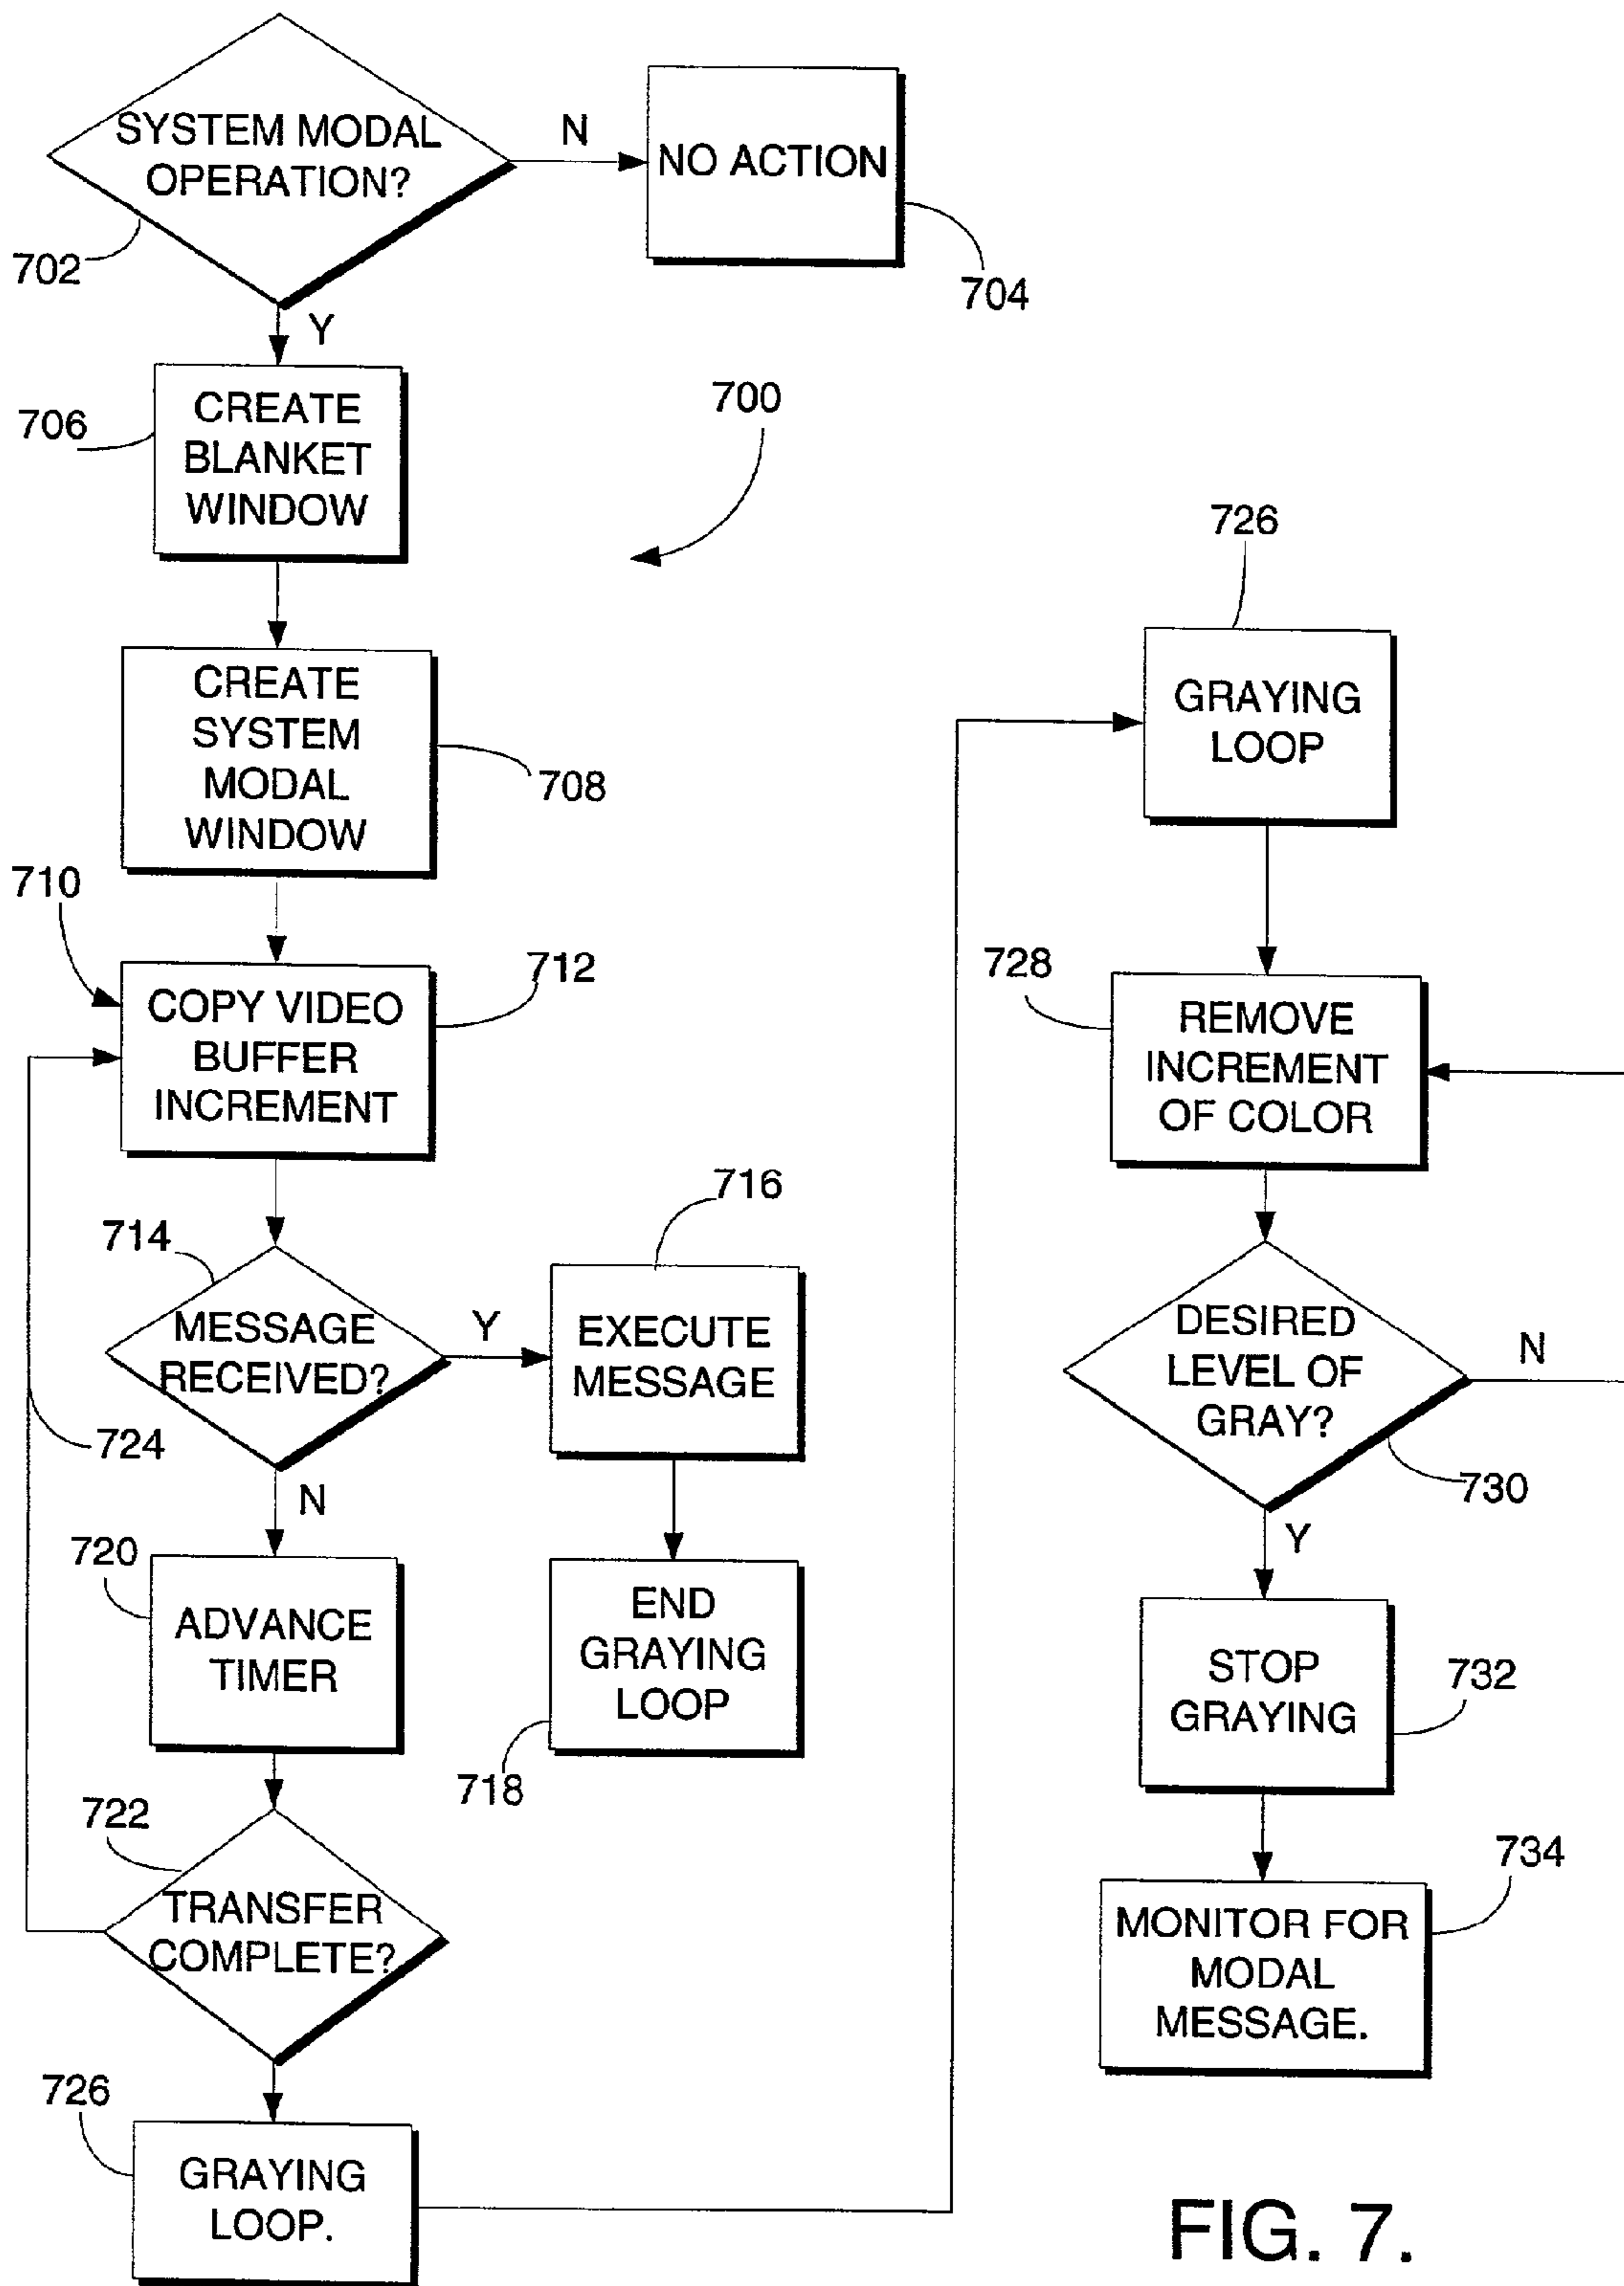 SYSTEM MODAL
OPERATION?
N
NO ACTION
702
704
Y
706
CREATE
BLANKET
WINDOW
700
CREATE
SYSTEM
MODAL
WINDOW
708
710
COPY VIDEO
BUFFER
INCREMENT
712
714
MESSAGE
RECEIVED?
Y
716
EXECUTE
MESSAGE
724
N
720
ADVANCE
TIMER
END
GRAYING
LOOP
718
722
TRANSFER
COMPLETE?
726
GRAYING
LOOP.
726
GRAYING
LOOP
728
REMOVE
INCREMENT
OF COLOR
DESIRED
LEVEL OF
GRAY?
N
730
Y
STOP
GRAYING
732
734
MONITOR FOR
MODAL
MESSAGE.
FIG. 7.